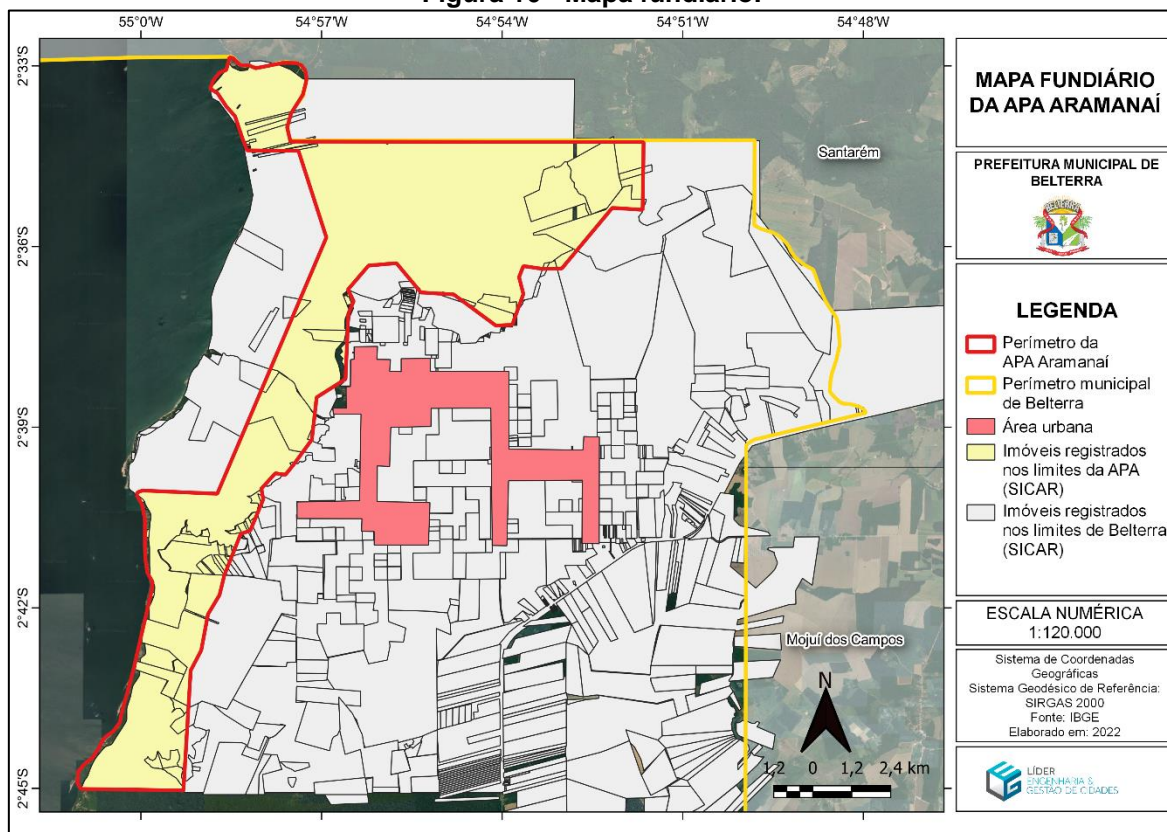 Figura 10 - Mapa fundiário.
55°0'W
54°57'W
54°54'W
54°51'W
54°48'W
2°33'S
2°36'S
2°39'S
2°42'S
2°45'S
Santarém
Mojuí dos Campos
N
1,2 0 1,2 2,4 km
MAPA FUNDIÁRIO
DA APA ARAMANAÍ
PREFEITURA MUNICIPAL DE
BELTERRA
BELTERRA
LEGENDA
Perímetro da
APA Aramanaí
Perímetro municipal
de Belterra
Área urbana
Imóveis registrados
nos limites da APA
(SICAR)
Imóveis registrados
nos limites de Belterra
(SICAR)
ESCALA NUMÉRICA
1:120.000
Sistema de Coordenadas
Geográficas
Sistema Geodésico de Referência:
SIRGAS 2000
Fonte: IBGE
Elaborado em: 2022
LÍDER
ENGENHARIA &
GESTÃO DE CIDADES